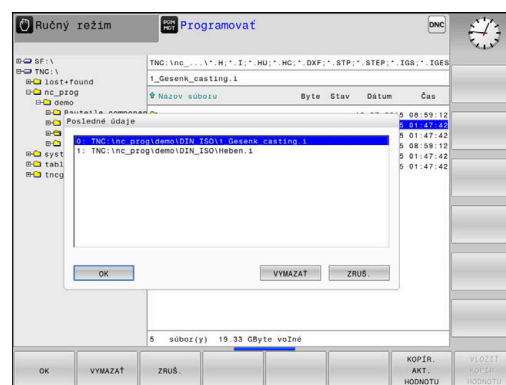 Ručný režim
PGM MGT Programovať
DNC
SF:\
TNC:\
lost+found
nc_prog
demo
TNC:\nc_...\*.H;*.I;*.HU;*.HC;*.DXF;*.STP;*.STEP;*.IGS;*.IGES
1_Gesenk_casting.i
Názov súboru Byte Stav Dátum Čas
5 08:59:12
5 01:47:42
5 01:47:42
5 08:59:12
5 01:47:42
5 01:47:42
syst
tabl
tncg
Posledné údaje
0: TNC:\nc_prog\demo\DIN_ISO\1_Gesenk_casting.i
1: TNC:\nc_prog\demo\DIN_ISO\Heben.i
OK VYMAZAŤ ZRUŠ.
5 súbor(y) 19.33 GByte voľné
OK VYMAZAŤ ZRUŠ.
KOPÍR. AKT. HODNOTU
VLOŽIŤ KOPÍR. HODNOTU